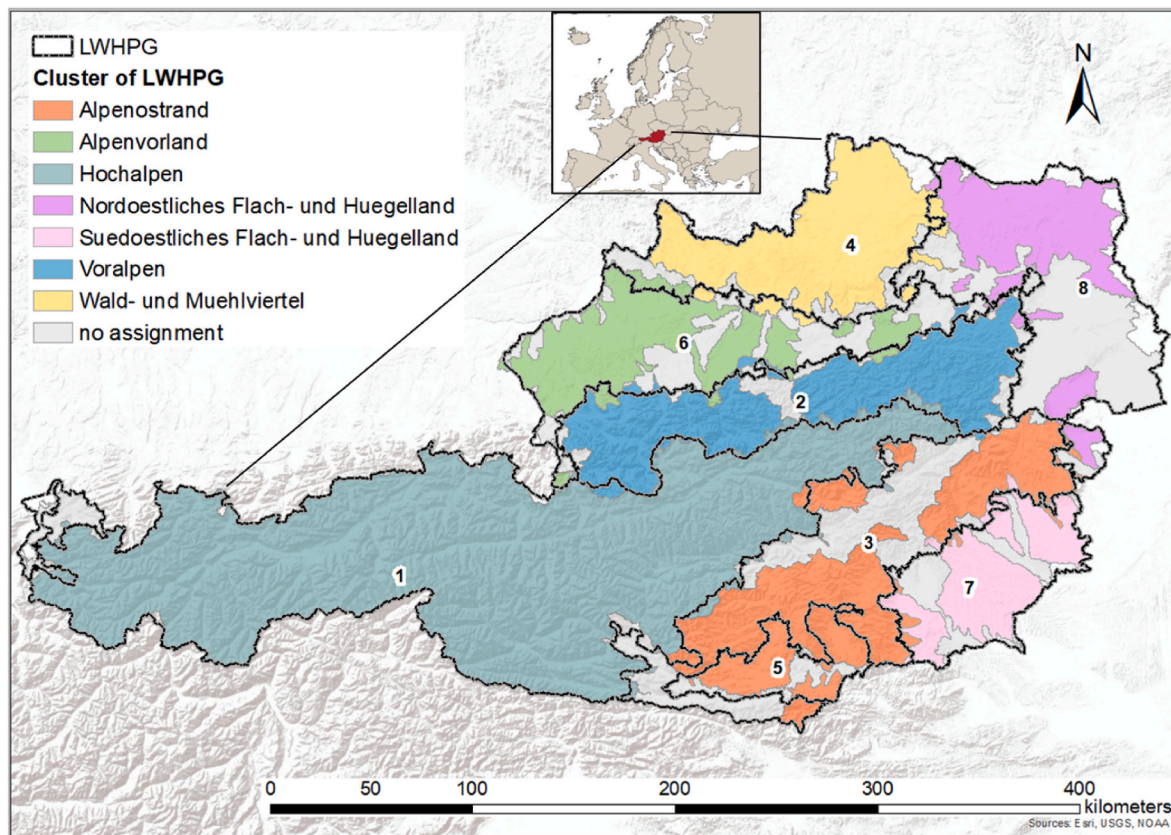 LWHPG
Cluster of LWHPG
Alpenostrand
Alpenvorland
Hochalpen
Nordoestliches Flach- und Huegelland
Suedoestliches Flach- und Huegelland
Voralpen
Wald- und Muehlviertel
no assignment
N
4
8
6
2
3
1
7
5
0 50 100 200 300 400
kilometers
Sources: Esri, USGS, NOAA